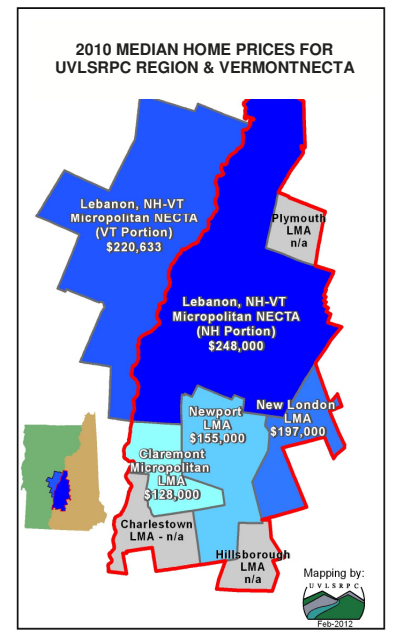 2010 MEDIAN HOME PRICES FOR
UVLSRPC REGION & VERMONTNECTA
Lebanon, NH-VT
Micropolitan NECTA
(VT Portion)
$220,633
Plymouth
LMA
n/a
Lebanon, NH-VT
Micropolitan NECTA
(NH Portion)
$248,000
New London
LMA
$197,000
Newport
LMA
$155,000
Claremont
Micropolitan
LMA
$128,000
Charlestown
LMA - n/a
Hillsborough
LMA
n/a
Mapping by:
UVLSRPC
Feb-2012